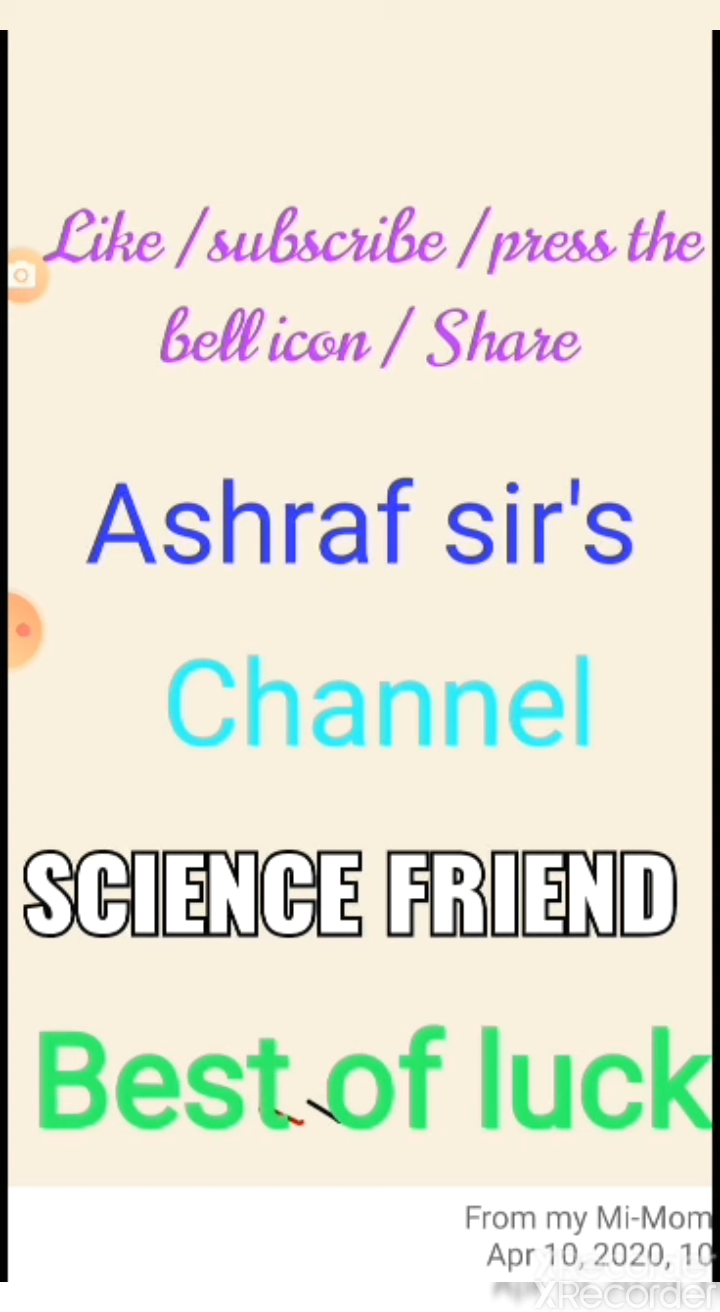 Like / subscribe / press the
bell icon / Share
Ashraf sir's
Channel
SCIENCE FRIEND
Best of luck
From my Mi-Mom
Apr 10, 2020, 10
XRecorder
XRecorder